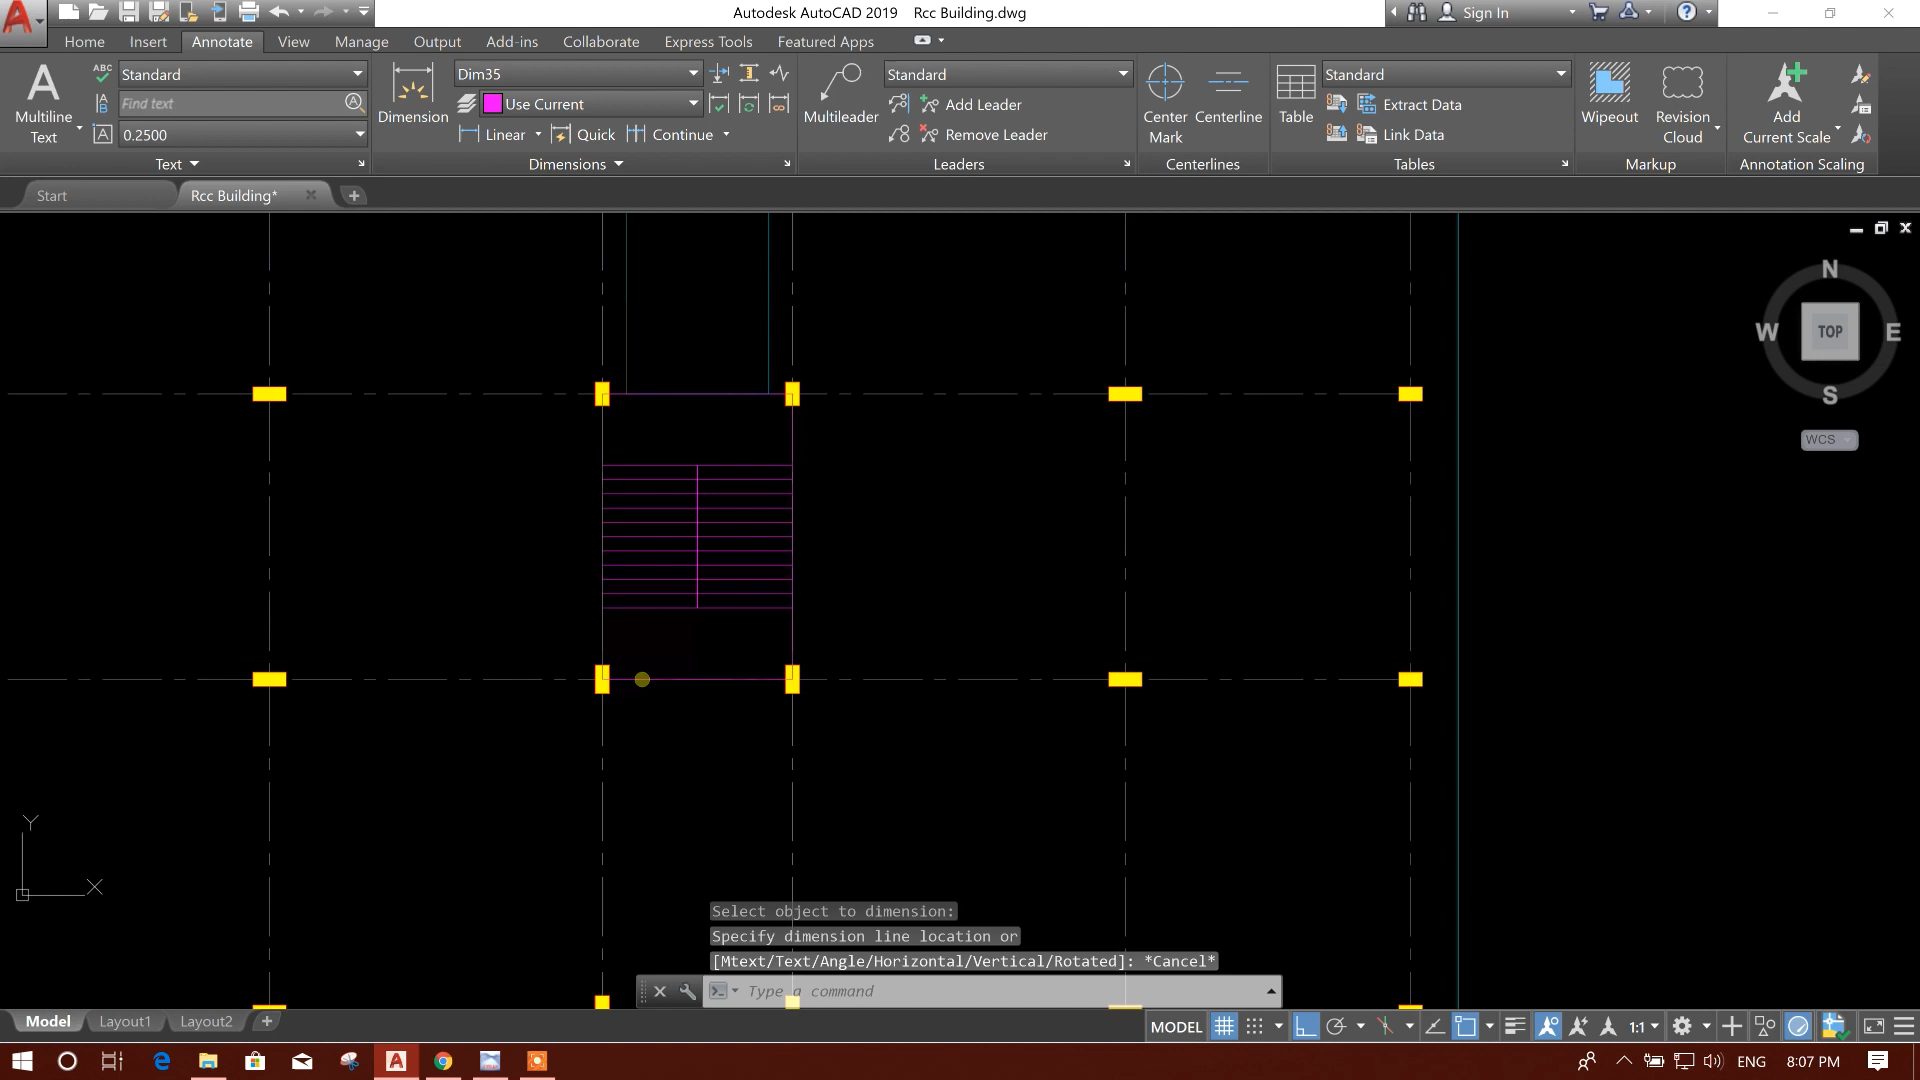 Autodesk AutoCAD 2019 Rcc Building.dwg
Sign In
Home Insert Annotate View Manage Output Add-ins Collaborate Express Tools Featured Apps
Multiline Text
ABC
Standard
Find text
0.2500
Text
Dimension
Dim35
Use Current
Linear Quick Continue
Dimensions
Multileader
Standard
Add Leader
Remove Leader
Leaders
Center Mark
Centerline
Centerlines
Table
Standard
Extract Data
Link Data
Tables
Wipeout
Revision Cloud
Markup
Add Current Scale
Annotation Scaling
Start
Rcc Building*
N
W
TOP
E
S
WCS
Y
X
Select object to dimension:
Specify dimension line location or
[Mtext/Text/Angle/Horizontal/Vertical/Rotated]: *Cancel*
Type a command
Model Layout1 Layout2
MODEL
1:1
ENG
8:07 PM